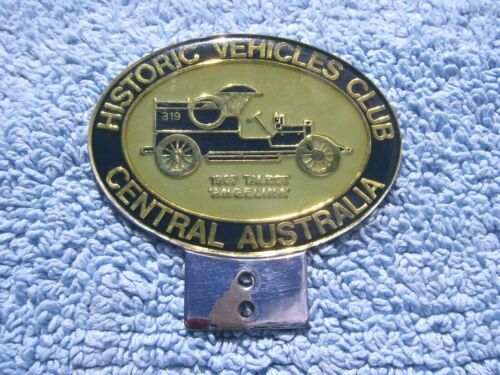 HISTORIC VEHICLES CLUB
319
1907 TALBOT
'ANGELINA'
CENTRAL AUSTRALIA